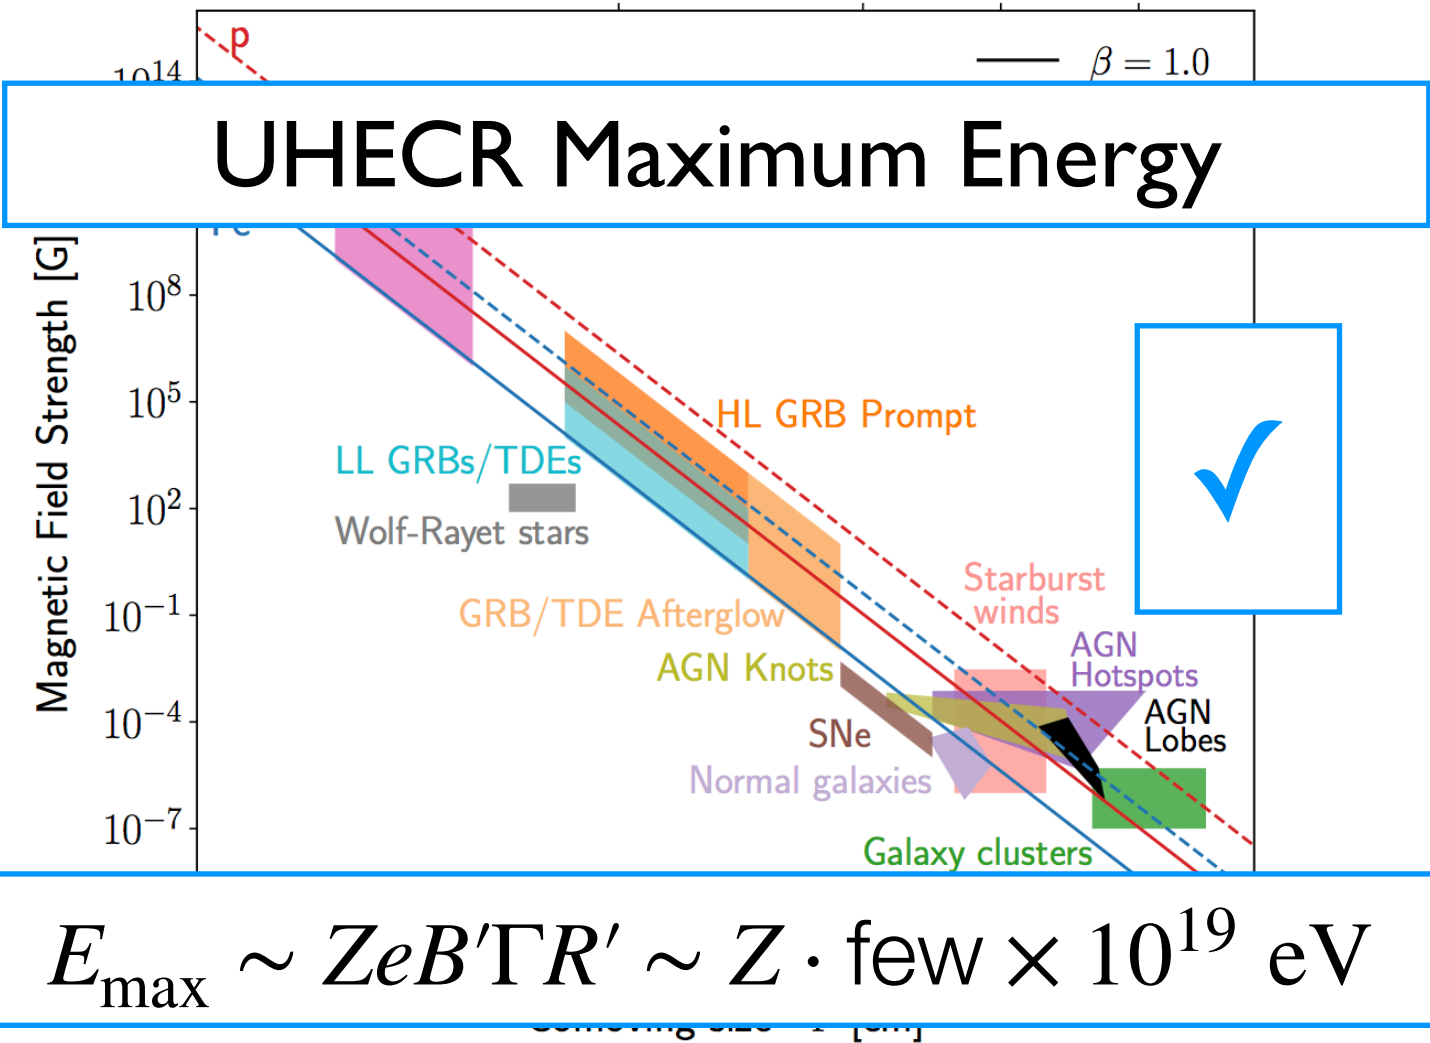 p
10^14
β = 1.0
UHECR Maximum Energy
Magnetic Field Strength [G]
10^8
10^5
10^2
10^−1
10^−4
10^−7
HL GRB Prompt
LL GRBs/TDEs
Wolf-Rayet stars
GRB/TDE Afterglow
Starburst
winds
AGN Knots
AGN
Hotspots
SNe
AGN
Lobes
Normal galaxies
Galaxy clusters
E_max ~ ZeB′ΓR′ ~ Z · few × 10^19 eV